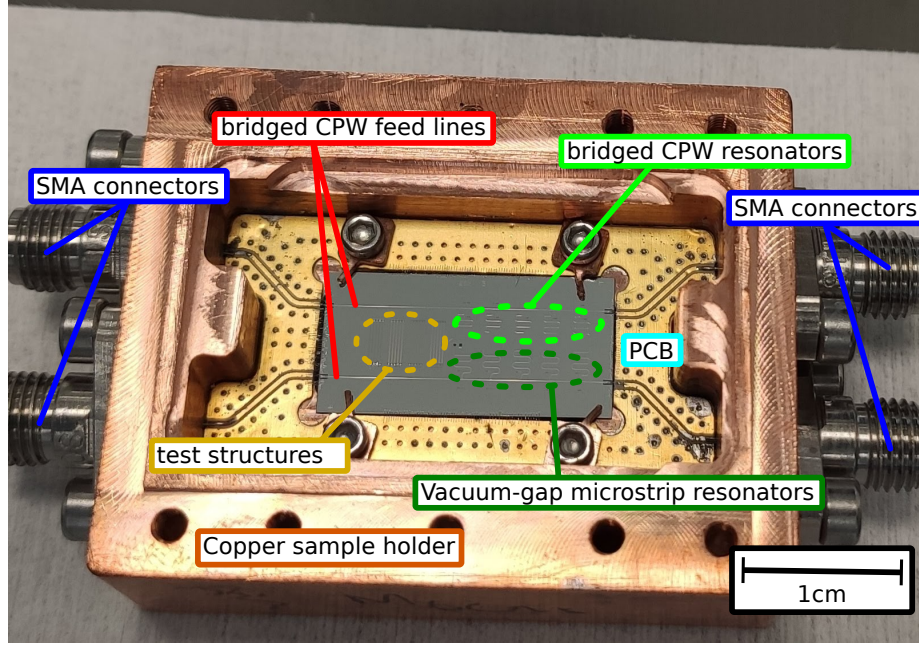 bridged CPW feed lines
bridged CPW resonators
SMA connectors
SMA connectors
PCB
test structures
Vacuum-gap microstrip resonators
Copper sample holder
1cm